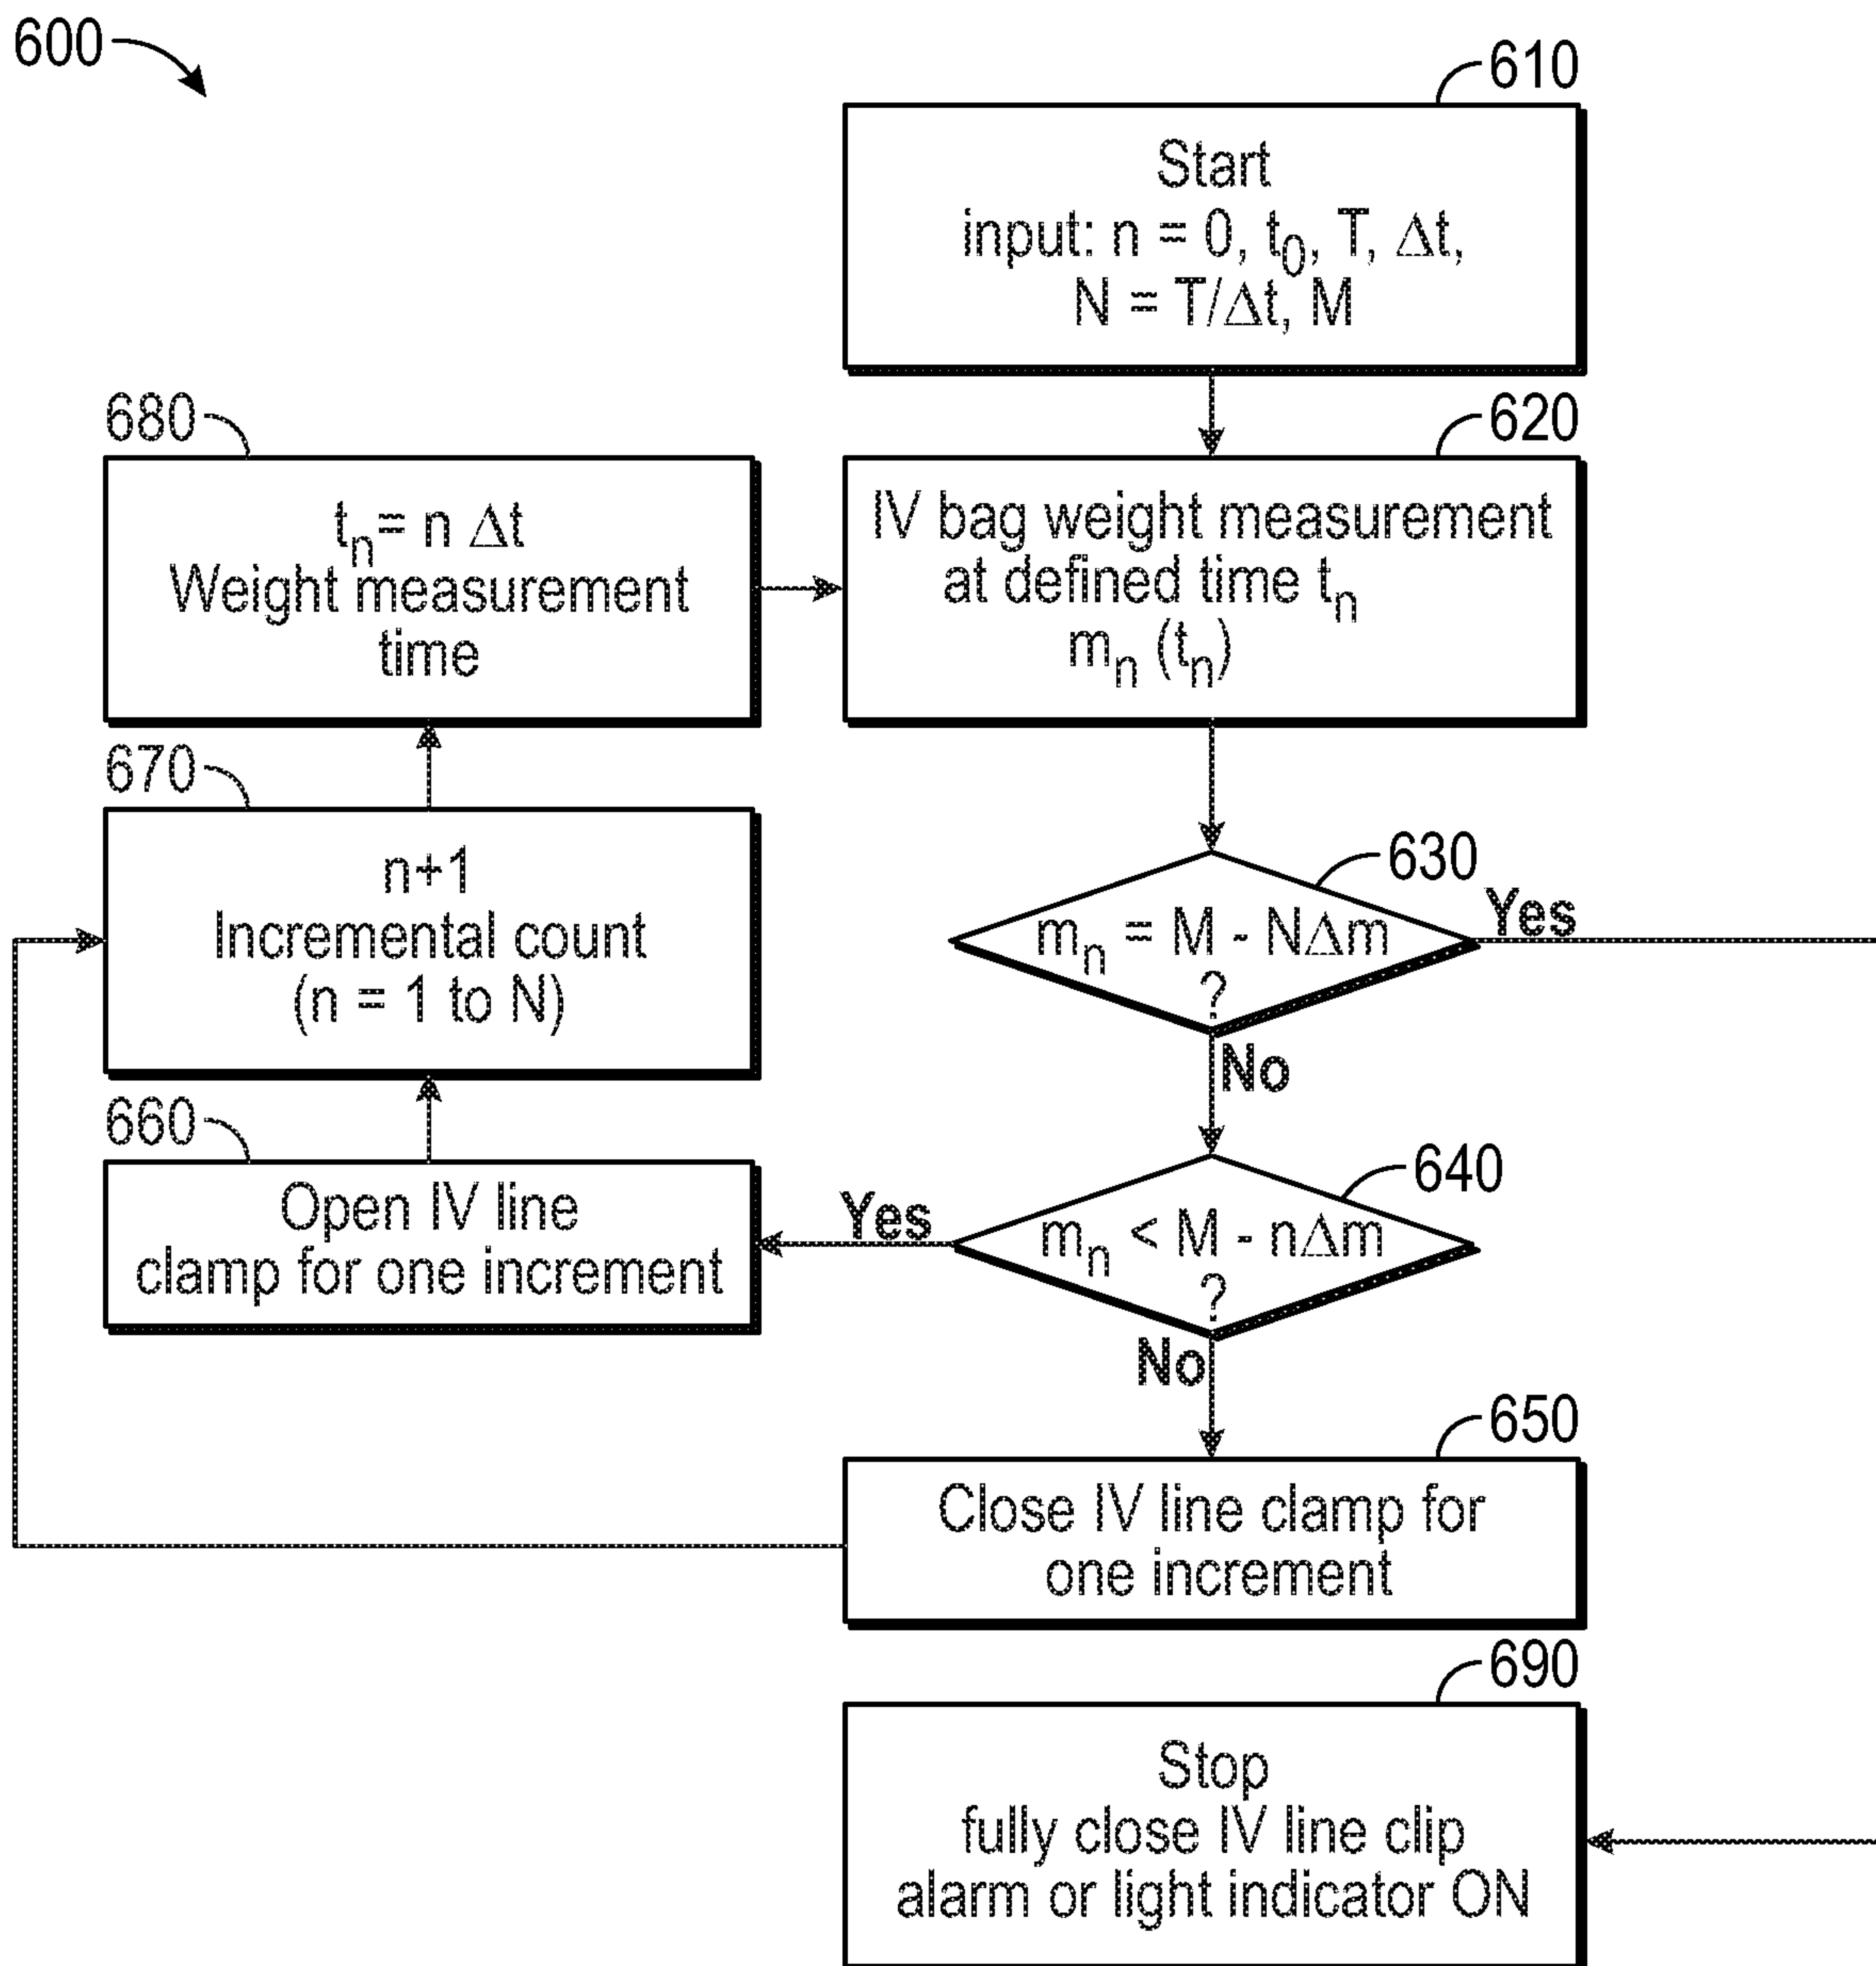 600
610
Start
input: n = 0, t₀, T, Δt,
N = T/Δt, M
680
tₙ= n Δt
Weight measurement
time
620
IV bag weight measurement
at defined time tₙ
mₙ (tₙ)
670
n+1
Incremental count
(n = 1 to N)
630
mₙ = M - NΔm
?
Yes
No
660
Open IV line
clamp for one increment
Yes
640
mₙ < M - nΔm
?
No
650
Close IV line clamp for
one increment
690
Stop
fully close IV line clip
alarm or light indicator ON